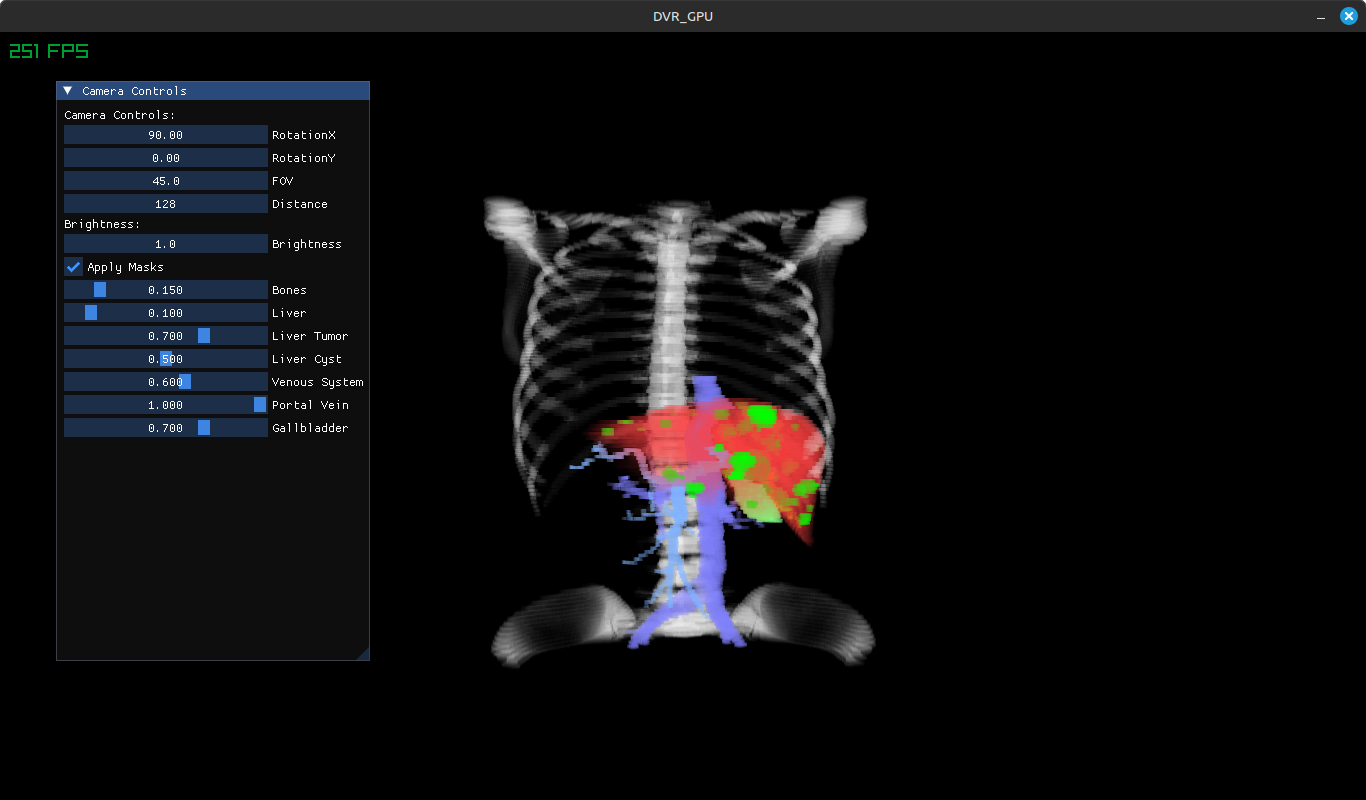 DVR_GPU
251 FPS
Camera Controls
Camera Controls:
90.00 RotationX
0.00 RotationY
45.0 FOV
128 Distance
Brightness:
1.0 Brightness
Apply Masks
0.150 Bones
0.100 Liver
0.700 Liver Tumor
0.500 Liver Cyst
0.600 Venous System
1.000 Portal Vein
0.700 Gallbladder